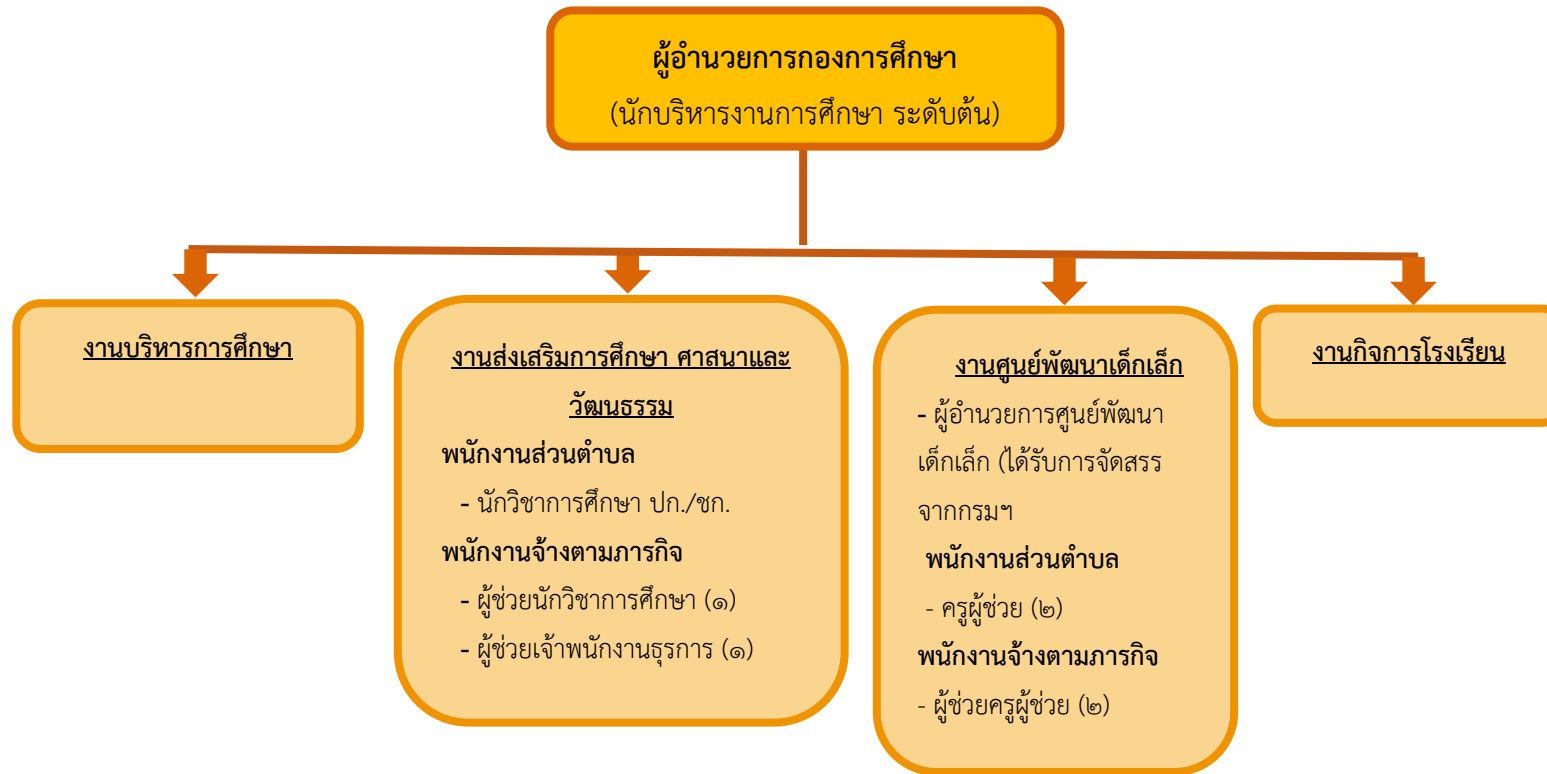 ผู้อำนวยการกองการศึกษา
(นักบริหารงานการศึกษา ระดับต้น)
งานบริหารการศึกษา
งานส่งเสริมการศึกษา ศาสนาและ
วัฒนธรรม
พนักงานส่วนตำบล
- นักวิชาการศึกษา ปก./ชก.
พนักงานจ้างตามภารกิจ
- ผู้ช่วยนักวิชาการศึกษา (๑)
- ผู้ช่วยเจ้าพนักงานธุรการ (๑)
งานศูนย์พัฒนาเด็กเล็ก
- ผู้อำนวยการศูนย์พัฒนา
เด็กเล็ก (ได้รับการจัดสรร
จากกรมฯ
พนักงานส่วนตำบล
- ครูผู้ช่วย (๒)
พนักงานจ้างตามภารกิจ
- ผู้ช่วยครูผู้ช่วย (๒)
งานกิจการโรงเรียน